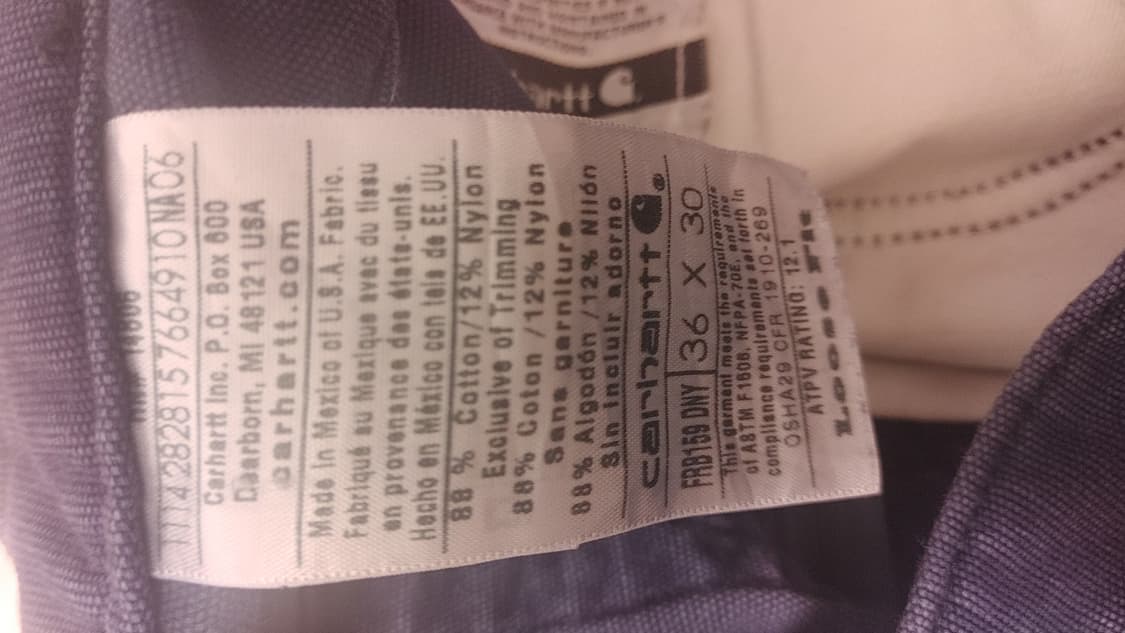 1114282815766491ONA06
Carhartt Inc. P.O. Box 600
Dearborn, MI 48121 USA
carhartt.com
Made in Mexico of U.S.A. Fabric.
Fabriqué au Mexique avec du tissu
en provenance des états-unis.
Hecho en México con tela de EE.UU.
88 % Cotton/12% Nylon
Exclusive of Trimming
88% Coton /12% Nylon
Sans garniture
88% Algodón /12% Nilón
Sin incluir adorno
carhartt
FRB159 DNY 36 X 30
This garment meets the requirements
of ASTM F1506, NFPA-70E, and the
compliance requirements set forth in
OSHA29 CFR 1910-269
ATPV RATING: 12.1
Loose Fit